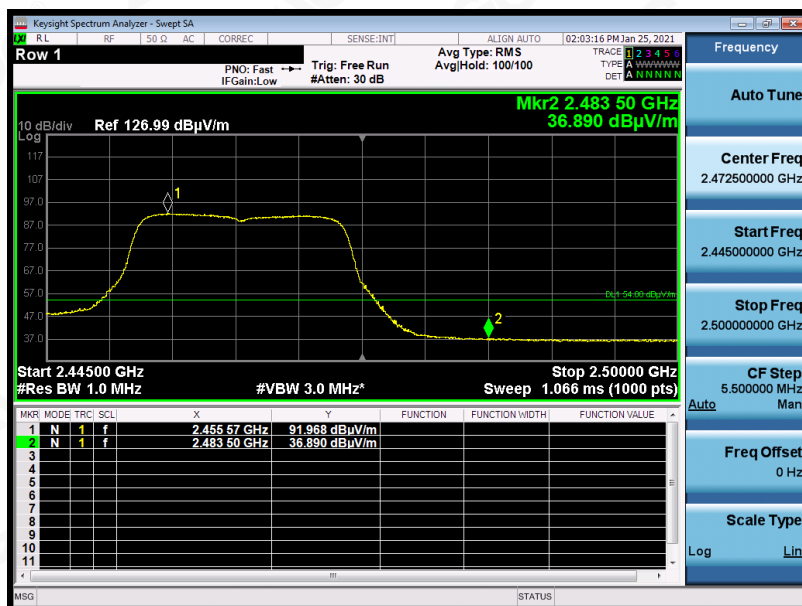 Keysight Spectrum Analyzer - Swept SA
LXI RL RF 50 Ω AC CORREC SENSE:INT ALIGN AUTO 02:03:16 PM Jan 25, 2021
Row 1
PNO: Fast
IFGain:Low
Trig: Free Run
#Atten: 30 dB
Avg Type: RMS
Avg|Hold: 100/100
TRACE 1 2 3 4 5 6
TYPE A WWWWW
DET A N N N N N
Mkr2 2.483 50 GHz
36.890 dBµV/m
10 dB/div Ref 126.99 dBµV/m
Log
117
107
97.0
87.0
77.0
67.0
57.0
47.0
37.0
1
DL1 54.00 dBµV/m
2
Start 2.44500 GHz Stop 2.50000 GHz
#Res BW 1.0 MHz #VBW 3.0 MHz* Sweep 1.066 ms (1000 pts)
MKR MODE TRC SCL X Y FUNCTION FUNCTION WIDTH FUNCTION VALUE
1 N 1 f 2.455 57 GHz 91.968 dBµV/m
2 N 1 f 2.483 50 GHz 36.890 dBµV/m
3
4
5
6
7
8
9
10
11
MSG STATUS
Frequency
Auto Tune
Center Freq
2.472500000 GHz
Start Freq
2.445000000 GHz
Stop Freq
2.500000000 GHz
CF Step
5.500000 MHz
Auto Man
Freq Offset
0 Hz
Scale Type
Log Lin